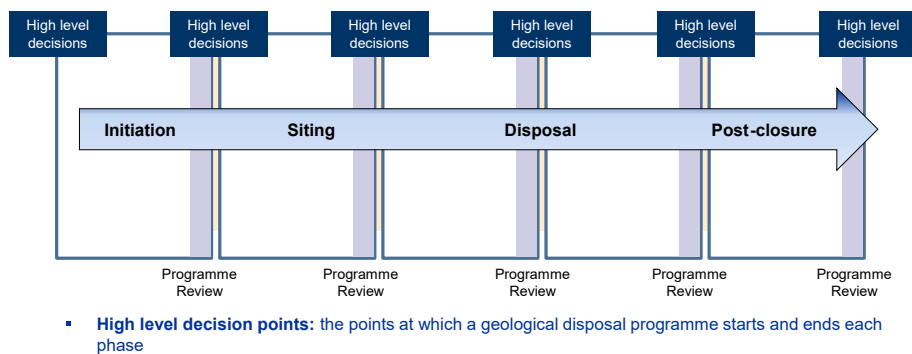 High level High level High level High level High level High level
decisions decisions decisions decisions decisions decisions
Initiation Siting Disposal Post-closure
Programme Programme Programme Programme Programme
Review Review Review Review Review
▪ High level decision points: the points at which a geological disposal programme starts and ends each
phase